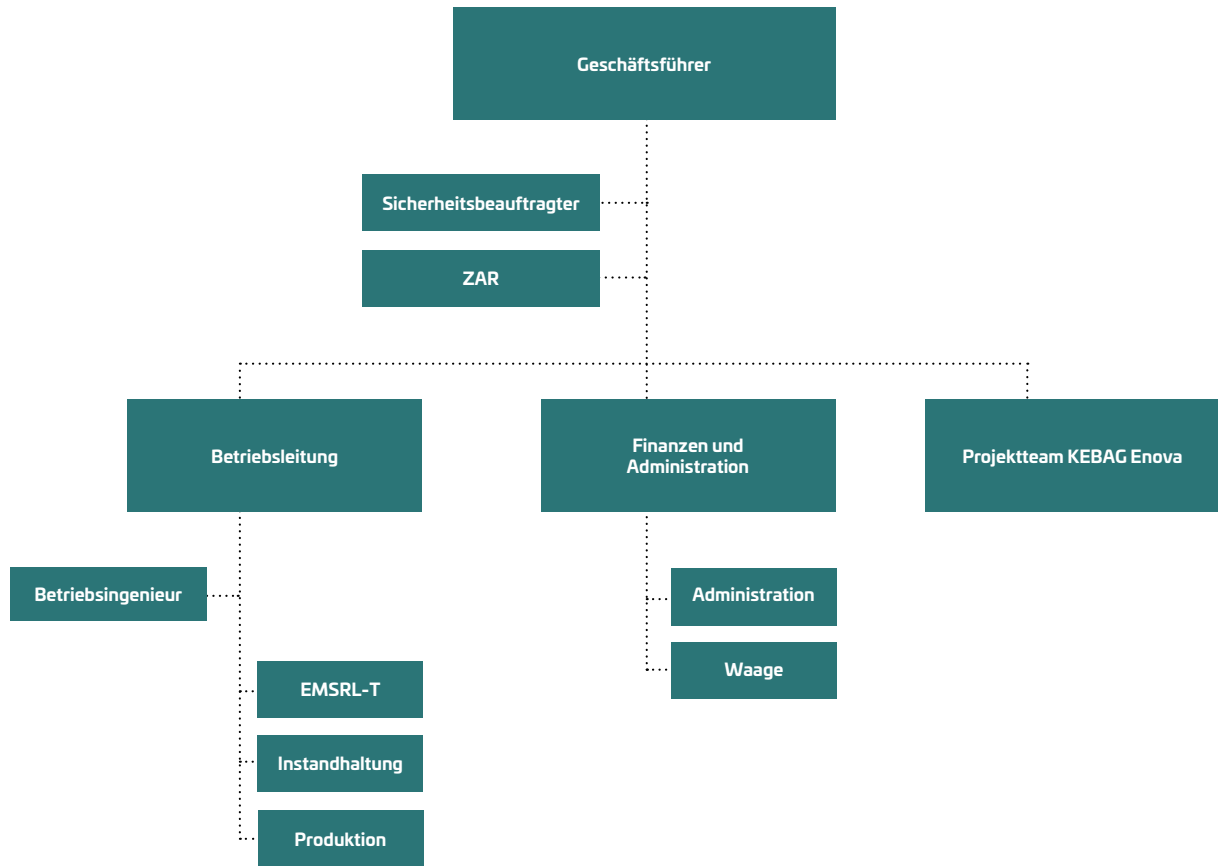 Geschäftsführer
Sicherheitsbeauftragter
ZAR
Betriebsleitung
Finanzen und
Administration
Projektteam KEBAG Enova
Betriebsingenieur
Administration
Waage
EMSRL-T
Instandhaltung
Produktion